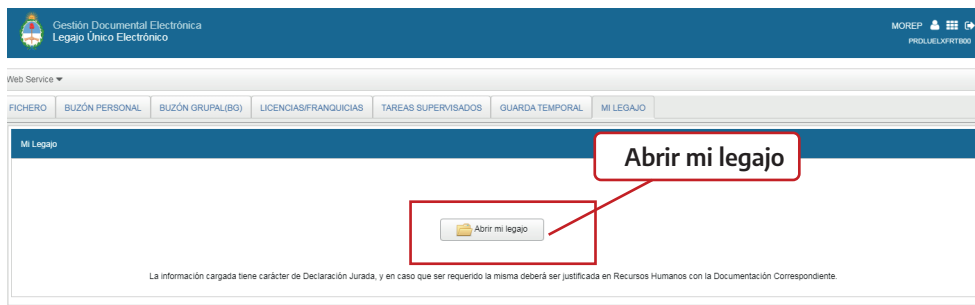 Gestión Documental Electrónica
Legajo Único Electrónico
MOREP
PRDLUELXFRTB00
Web Service
FICHERO BUZÓN PERSONAL BUZÓN GRUPAL(BG) LICENCIAS/FRANQUICIAS TAREAS SUPERVISADOS GUARDA TEMPORAL MI LEGAJO
Mi Legajo
Abrir mi legajo
Abrir mi legajo
La información cargada tiene carácter de Declaración Jurada, y en caso que ser requerido la misma deberá ser justificada en Recursos Humanos con la Documentación Correspondiente.